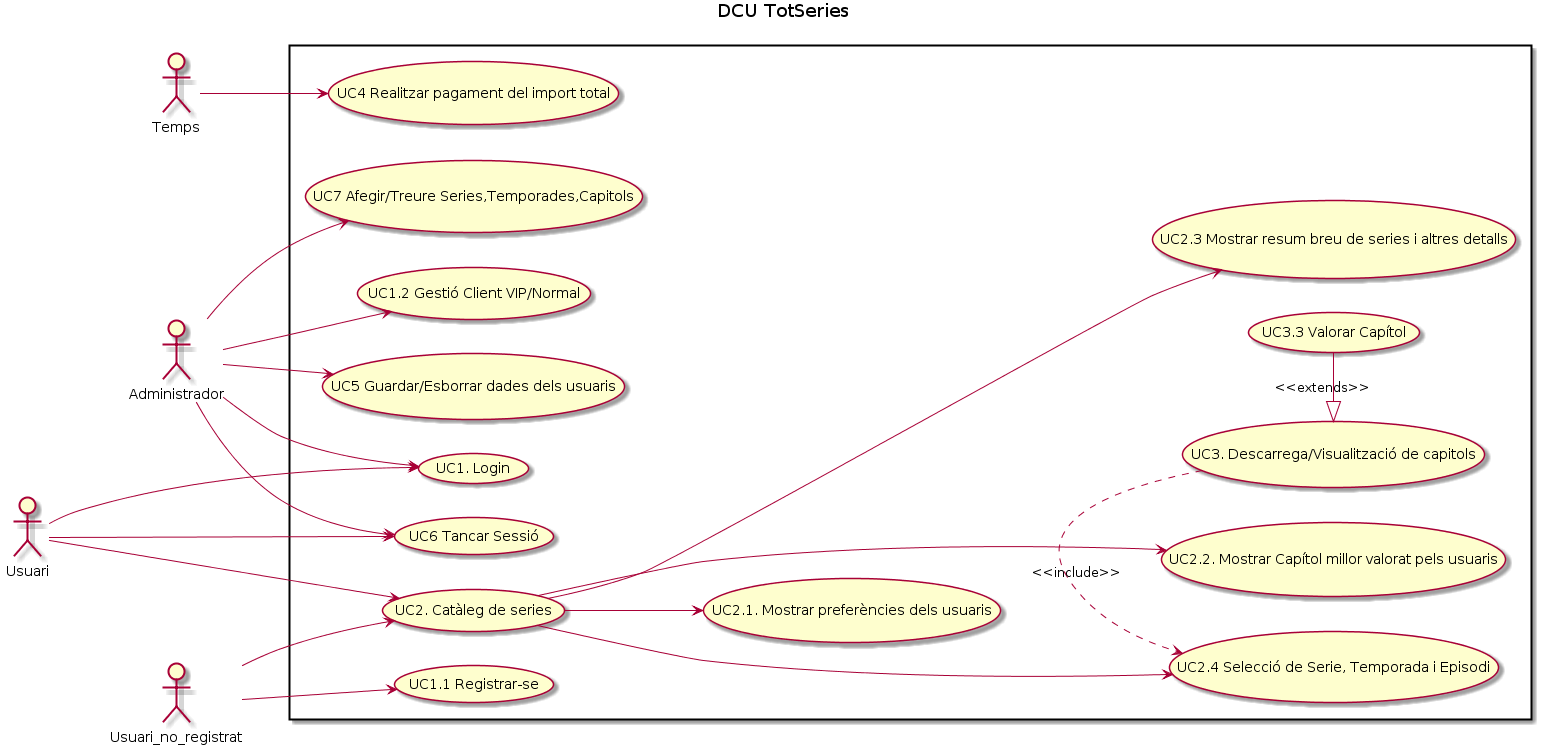 DCU TotSeries
Temps
UC4 Realitzar pagament del import total
UC7 Afegir/Treure Series,Temporades,Capitols
UC2.3 Mostrar resum breu de series i altres detalls
UC1.2 Gestió Client VIP/Normal
UC3.3 Valorar Capítol
Administrador
UC5 Guardar/Esborrar dades dels usuaris
<<extends>>
UC1. Login
UC3. Descarrega/Visualització de capitols
Usuari
UC6 Tancar Sessió
UC2.2. Mostrar Capítol millor valorat pels usuaris
<<include>>
UC2. Catàleg de series
UC2.1. Mostrar preferències dels usuaris
UC2.4 Selecció de Serie, Temporada i Episodi
UC1.1 Registrar-se
Usuari_no_registrat